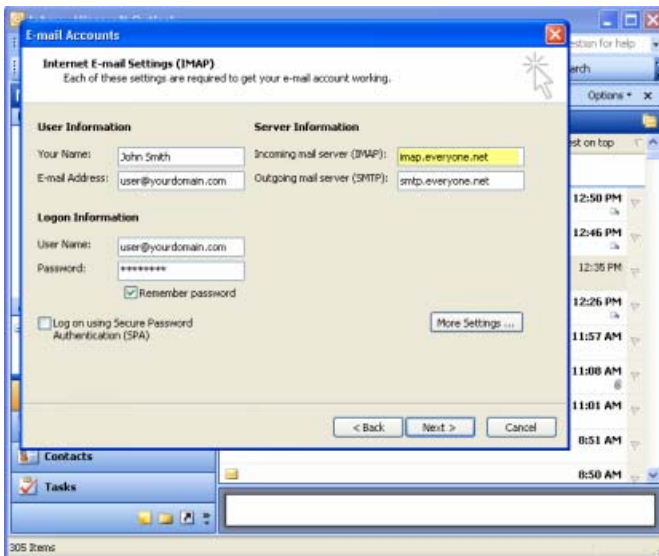 E-mail Accounts
Internet E-mail Settings (IMAP)
Each of these settings are required to get your e-mail account working.
User Information
Server Information
Your Name: John Smith
Incoming mail server (IMAP): imap.everyone.net
E-mail Address: user@yourdomain.com
Outgoing mail server (SMTP): smtp.everyone.net
Logon Information
User Name: user@yourdomain.com
Password: ********
Remember password
Log on using Secure Password
Authentication (SPA)
More Settings ...
< Back
Next >
Cancel
for help
Options
on top
12:50 PM
12:46 PM
12:35 PM
12:26 PM
11:57 AM
11:08 AM
11:01 AM
8:51 AM
8:50 AM
Contacts
Tasks
305 Items